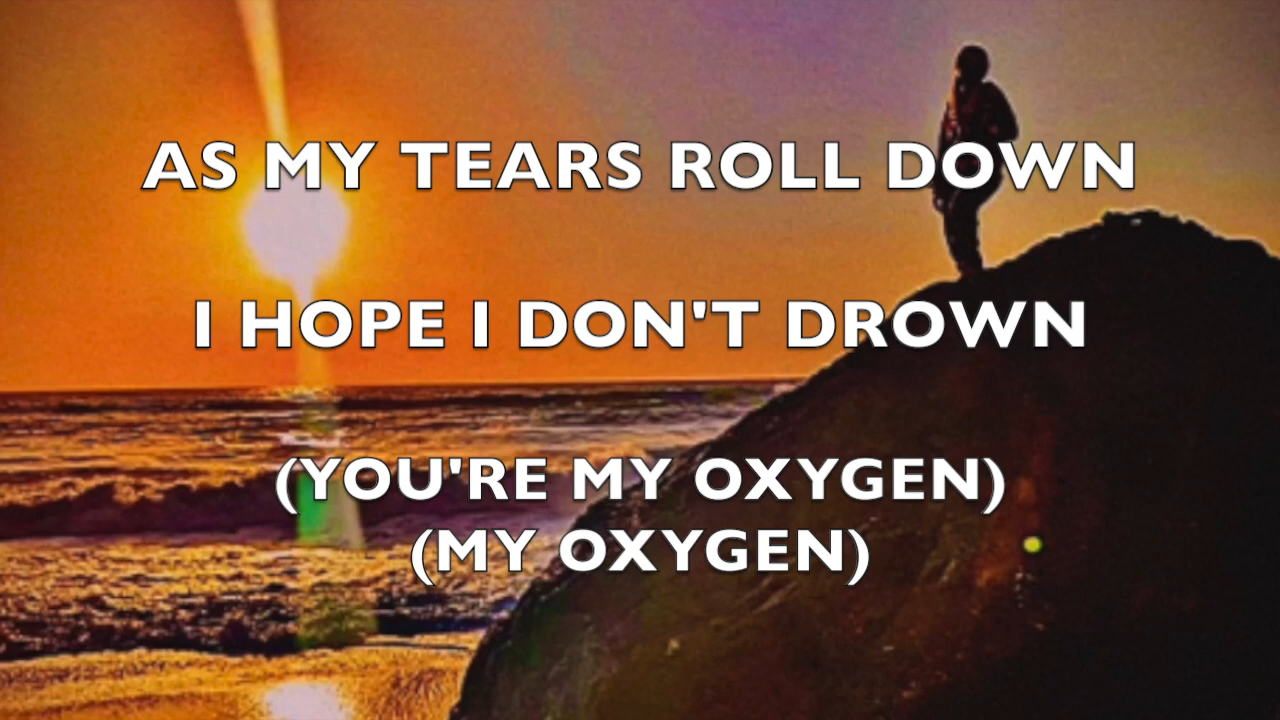 AS MY TEARS ROLL DOWN
I HOPE I DON'T DROWN
(YOU'RE MY OXYGEN)
(MY OXYGEN)